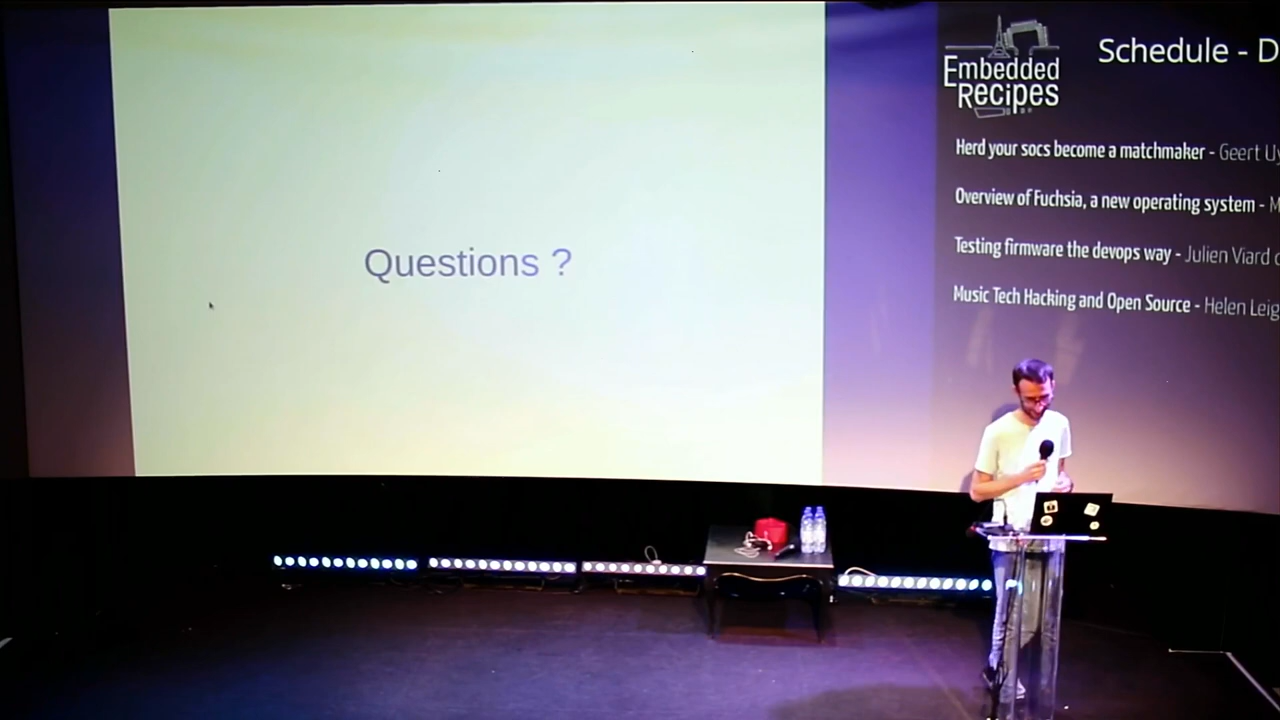 Questions ?
Embedded
Recipes
Schedule - D
Herd your socs become a matchmaker - Geert Uy
Overview of Fuchsia, a new operating system - M
Testing firmware the devops way - Julien Viard d
Music Tech Hacking and Open Source - Helen Leig